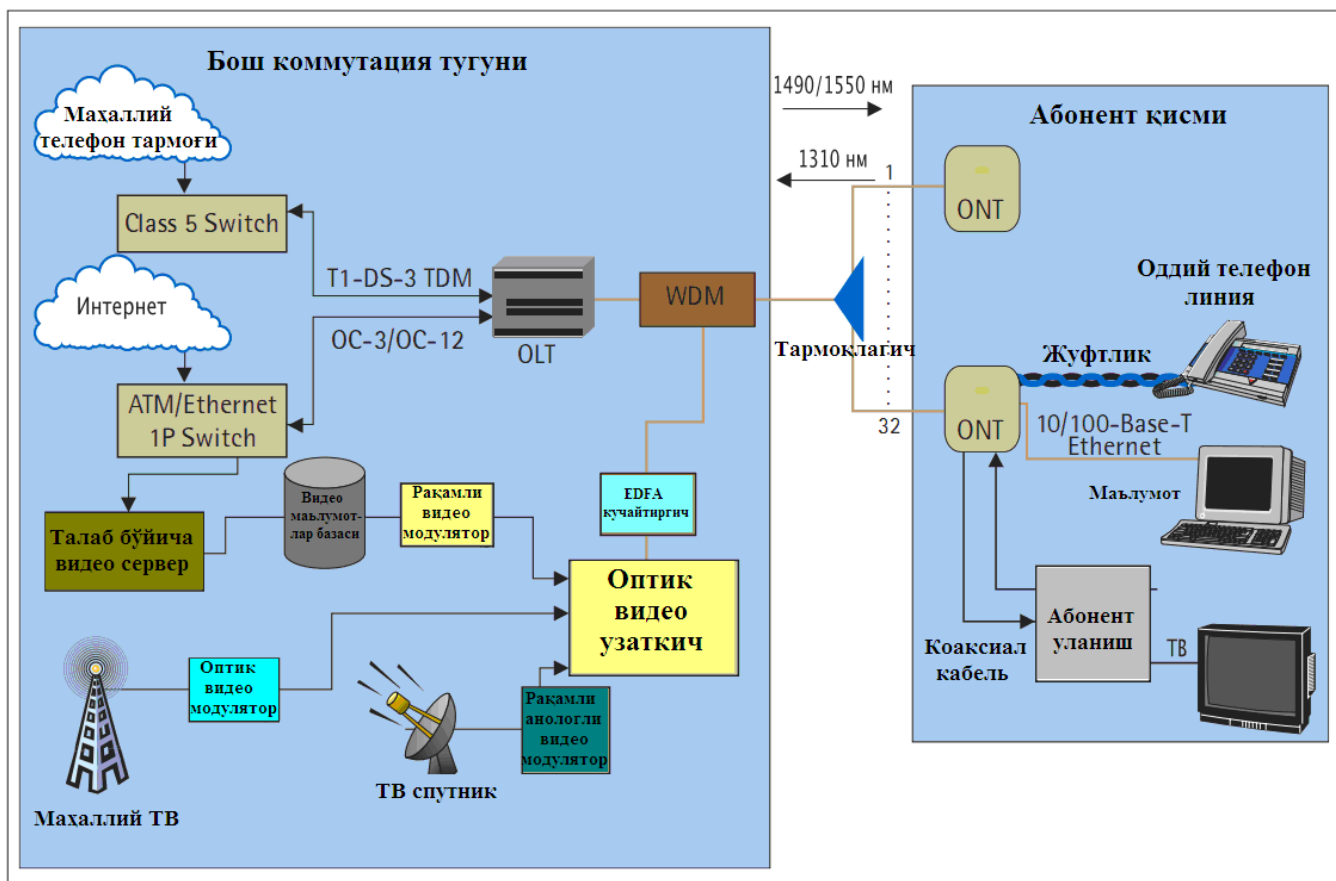 Бош коммутация тугуни
Маҳаллий
телефон тармоғи
Class 5 Switch
T1-DS-3 TDM
Интернет
OC-3/OC-12
OLT
WDM
ATM/Ethernet
1P Switch
Талаб бўйича
видео сервер
Видео
маълумот-
лар базаси
Рақамли
видео
модулятор
EDFA
кучайтиргич
Оптик
видео
узаткич
Оптик
видео
модулятор
Рақамли
анологли
видео
модулятор
ТВ спутник
Маҳаллий ТВ
1490/1550 нм
1310 нм
1
32
Тармоклагич
Абонент қисми
ONT
Оддий телефон
линия
Жуфтлик
ONT
10/100-Base-T
Ethernet
Маълумот
Абонент
уланиш
Коаксиал
кабель
ТВ